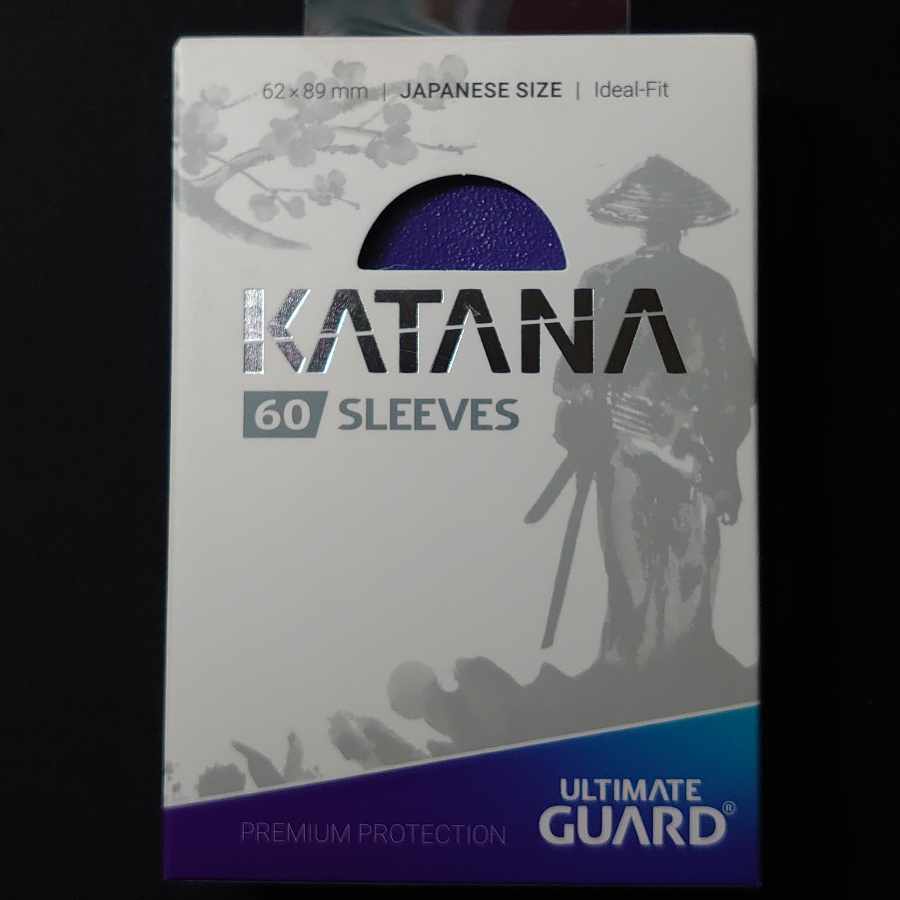 62 × 89 mm | JAPANESE SIZE | Ideal-Fit
KATANA
60 SLEEVES
PREMIUM PROTECTION
ULTIMATE
GUARD®